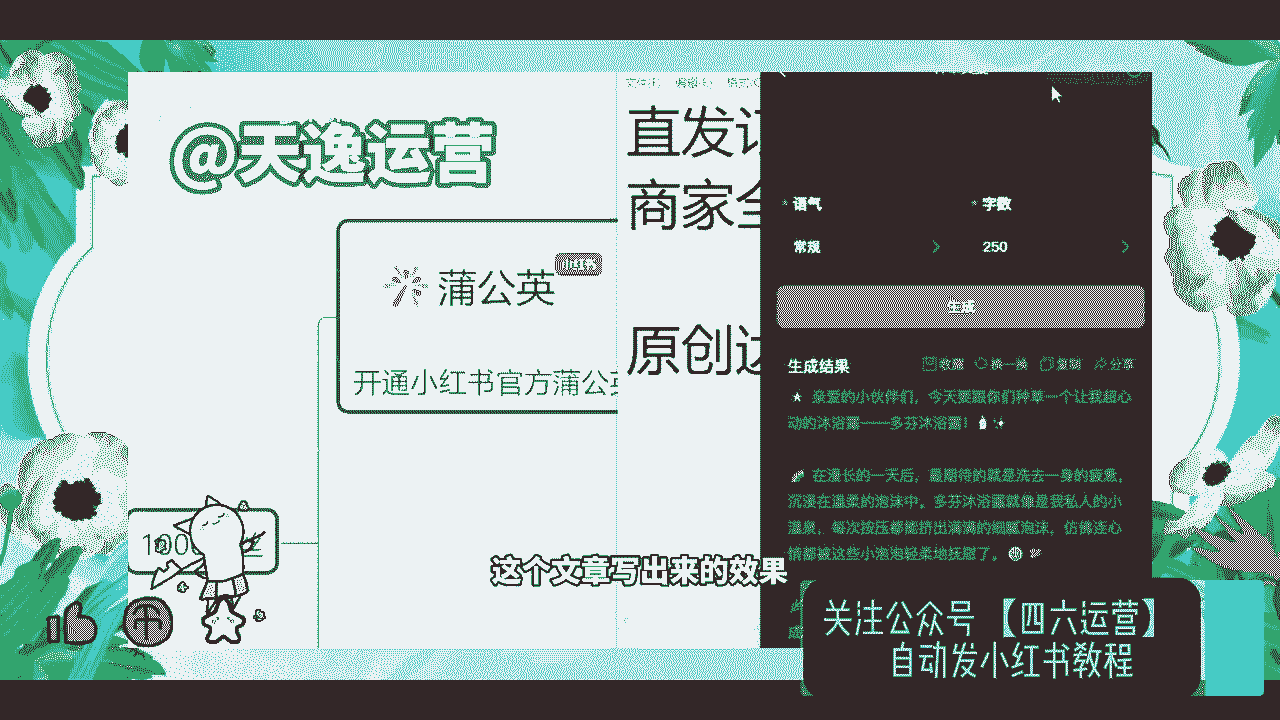 @天逸运营
蒲公英
开通小红书官方蒲公英
直发
商家全
原创达
语气
字数
常规
250
生成结果
收藏
换一换
复制
分享
亲爱的小伙伴们，今天要跟你们种草一个让我超心
动的沐浴露——多芬沐浴露！
在漫长的一天后，最期待的就是洗去一身的疲惫，
沉浸在温柔的泡沫中。多芬沐浴露就像是我私人的小
温泉，每次按压都能挤出满满的细腻泡沫，仿佛连心
情都被这些小泡泡轻柔地抚慰了。
这个文章写出来的效果
关注公众号【四六运营】
自动发小红书教程